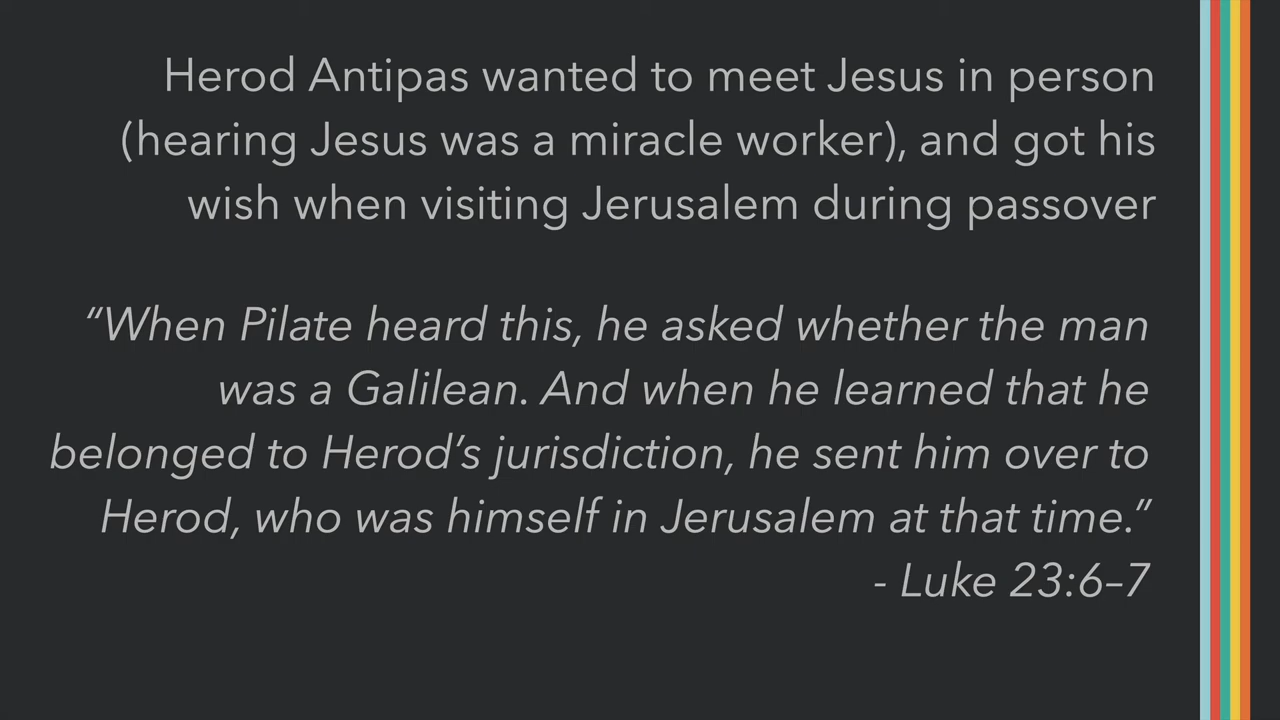 Herod Antipas wanted to meet Jesus in person
(hearing Jesus was a miracle worker), and got his
wish when visiting Jerusalem during passover
“When Pilate heard this, he asked whether the man
was a Galilean. And when he learned that he
belonged to Herod’s jurisdiction, he sent him over to
Herod, who was himself in Jerusalem at that time.”
- Luke 23:6–7